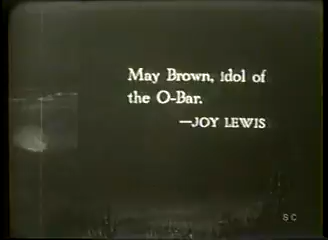 May Brown, idol of
the O-Bar.
—JOY LEWIS
SC